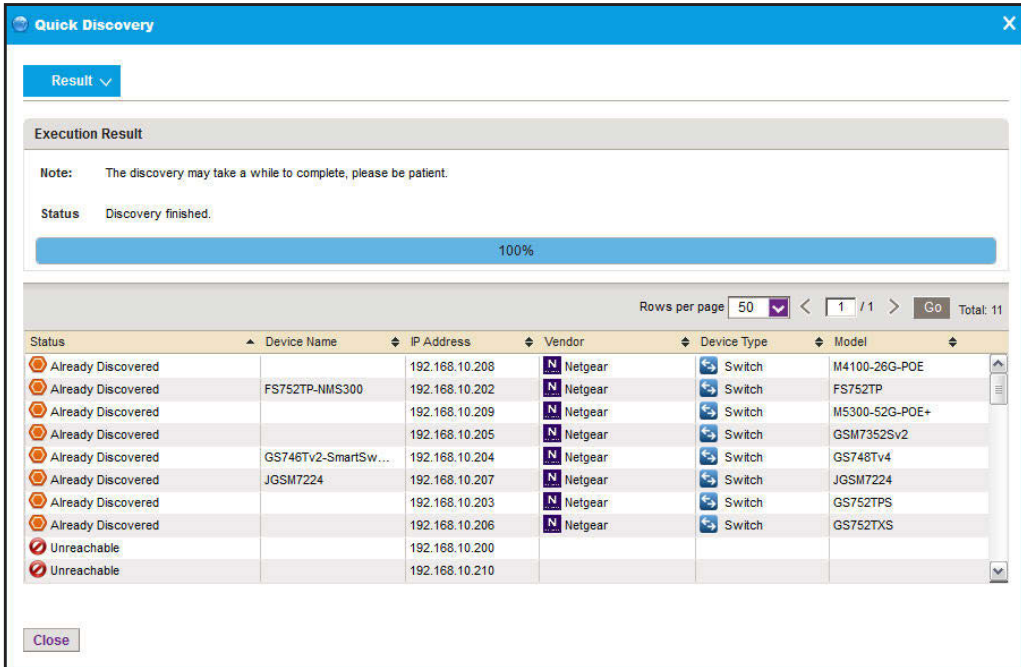 Quick Discovery X
Result
Execution Result
Note: The discovery may take a while to complete, please be patient.
Status Discovery finished.
100%
Rows per page 50 < 1 / 1 > Go Total: 11
Status Device Name IP Address Vendor Device Type Model
Already Discovered 192.168.10.208 N Netgear Switch M4100-26G-POE
Already Discovered FS752TP-NMS300 192.168.10.202 N Netgear Switch FS752TP
Already Discovered 192.168.10.209 N Netgear Switch M5300-52G-POE+
Already Discovered 192.168.10.205 N Netgear Switch GSM7352Sv2
Already Discovered GS746Tv2-SmartSw... 192.168.10.204 N Netgear Switch GS748Tv4
Already Discovered JGSM7224 192.168.10.207 N Netgear Switch JGSM7224
Already Discovered 192.168.10.203 N Netgear Switch GS752TPS
Already Discovered 192.168.10.206 N Netgear Switch GS752TXS
Unreachable 192.168.10.200
Unreachable 192.168.10.210
Close